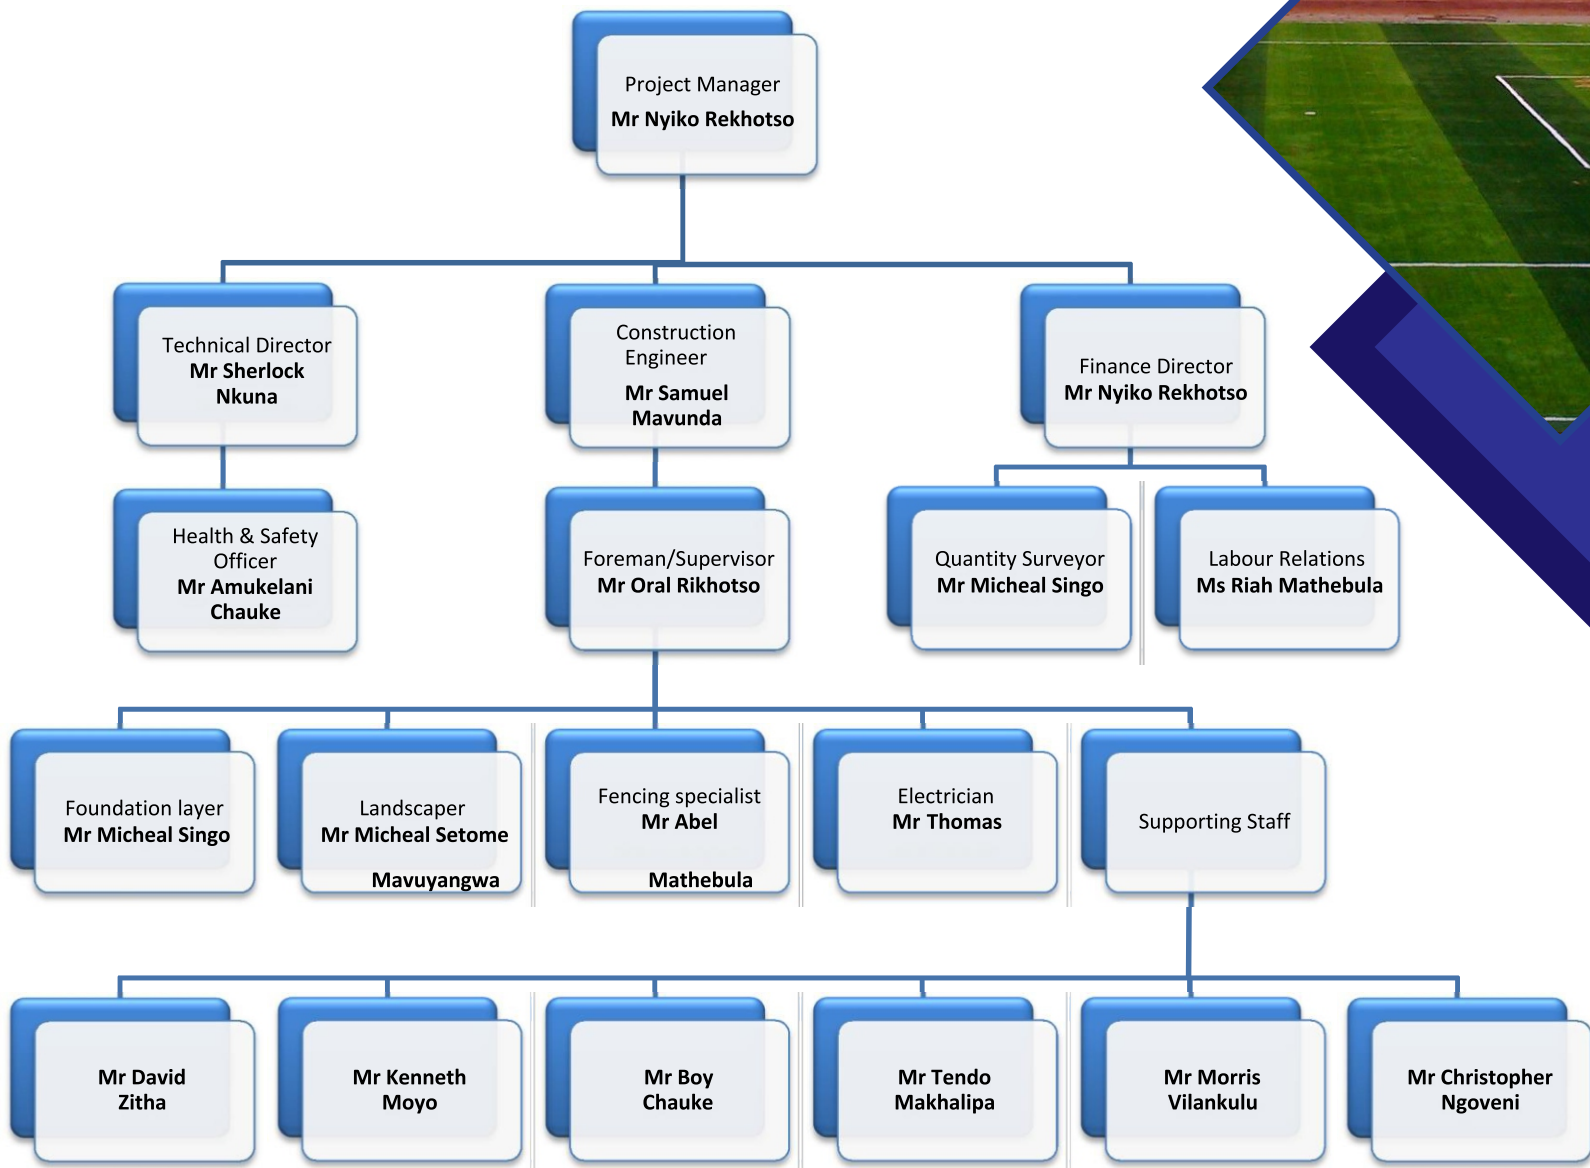 Project Manager
Mr Nyiko Rekhotso
Technical Director
Mr Sherlock
Nkuna
Construction
Engineer
Mr Samuel
Mavunda
Finance Director
Mr Nyiko Rekhotso
Health & Safety
Officer
Mr Amukelani
Chauke
Foreman/Supervisor
Mr Oral Rikhotso
Quantity Surveyor
Mr Micheal Singo
Labour Relations
Ms Riah Mathebula
Foundation layer
Mr Micheal Singo
Landscaper
Mr Micheal Setome
Mavuyangwa
Fencing specialist
Mr Abel
Mathebula
Electrician
Mr Thomas
Supporting Staff
Mr David
Zitha
Mr Kenneth
Moyo
Mr Boy
Chauke
Mr Tendo
Makhalipa
Mr Morris
Vilankulu
Mr Christopher
Ngoveni